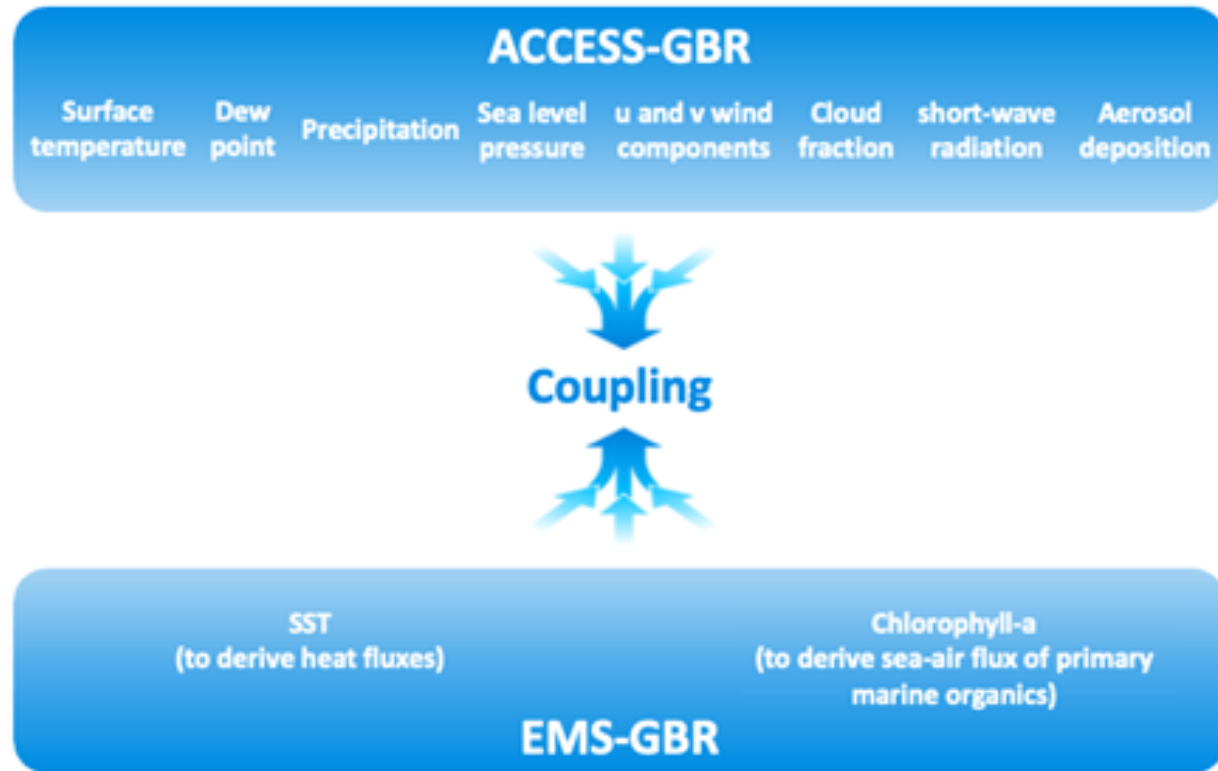 ACCESS-GBR
Surface temperature
Dew point
Precipitation
Sea level pressure
u and v wind components
Cloud fraction
short-wave radiation
Aerosol deposition
Coupling
SST
(to derive heat fluxes)
Chlorophyll-a
(to derive sea-air flux of primary
marine organics)
EMS-GBR